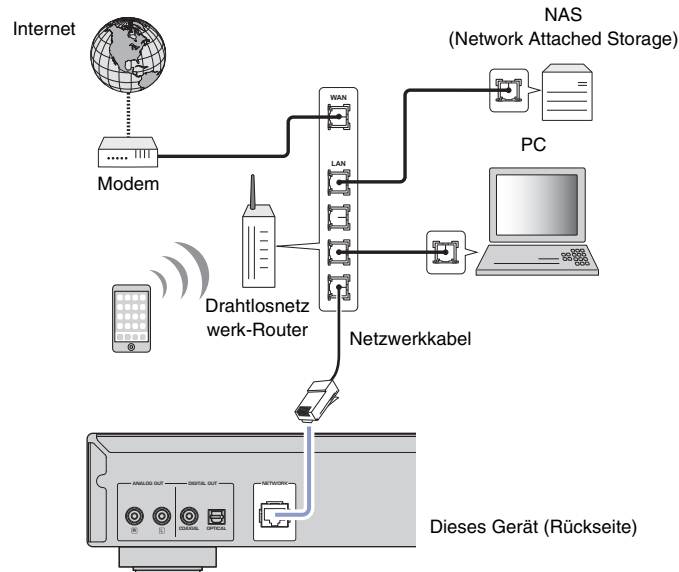 Internet
NAS
(Network Attached Storage)
WAN
PC
LAN
Modem
Drahtlosnetz
werk-Router
Netzwerkkabel
ANALOG OUT
DIGITAL OUT
NETWORK
R
L
COAXIAL
OPTICAL
Dieses Gerät (Rückseite)